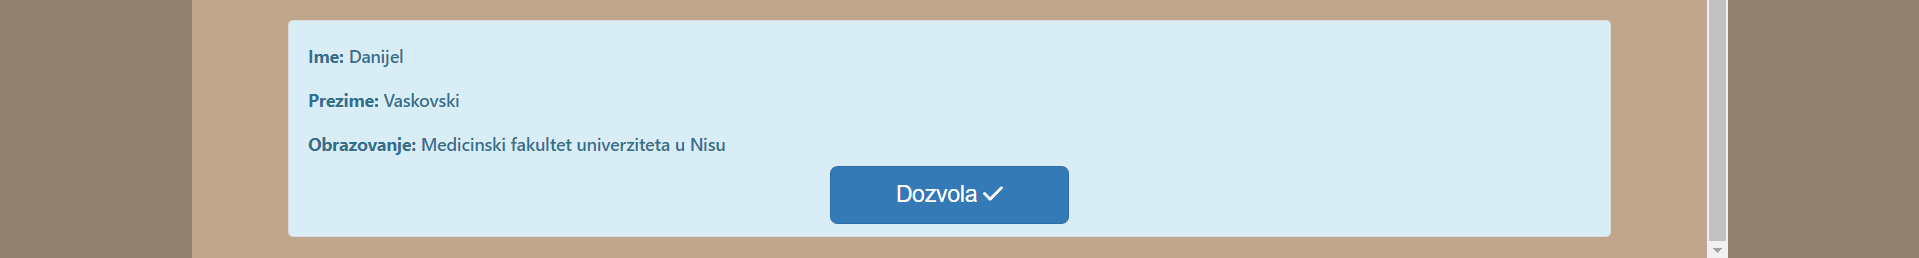 Ime: Danijel
Prezime: Vaskovski
Obrazovanje: Medicinski fakultet univerziteta u Nisu
Dozvola ✓